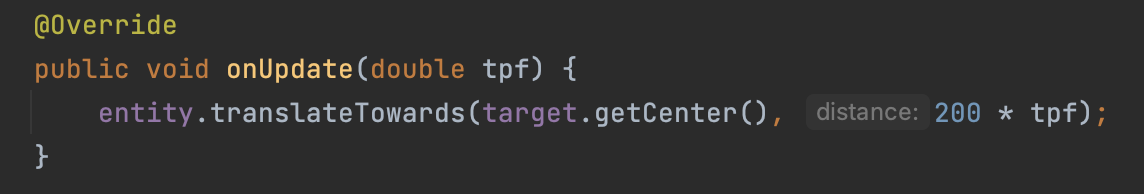 @Override
public void onUpdate(double tpf) {
    entity.translateTowards(target.getCenter(), distance: 200 * tpf);
}